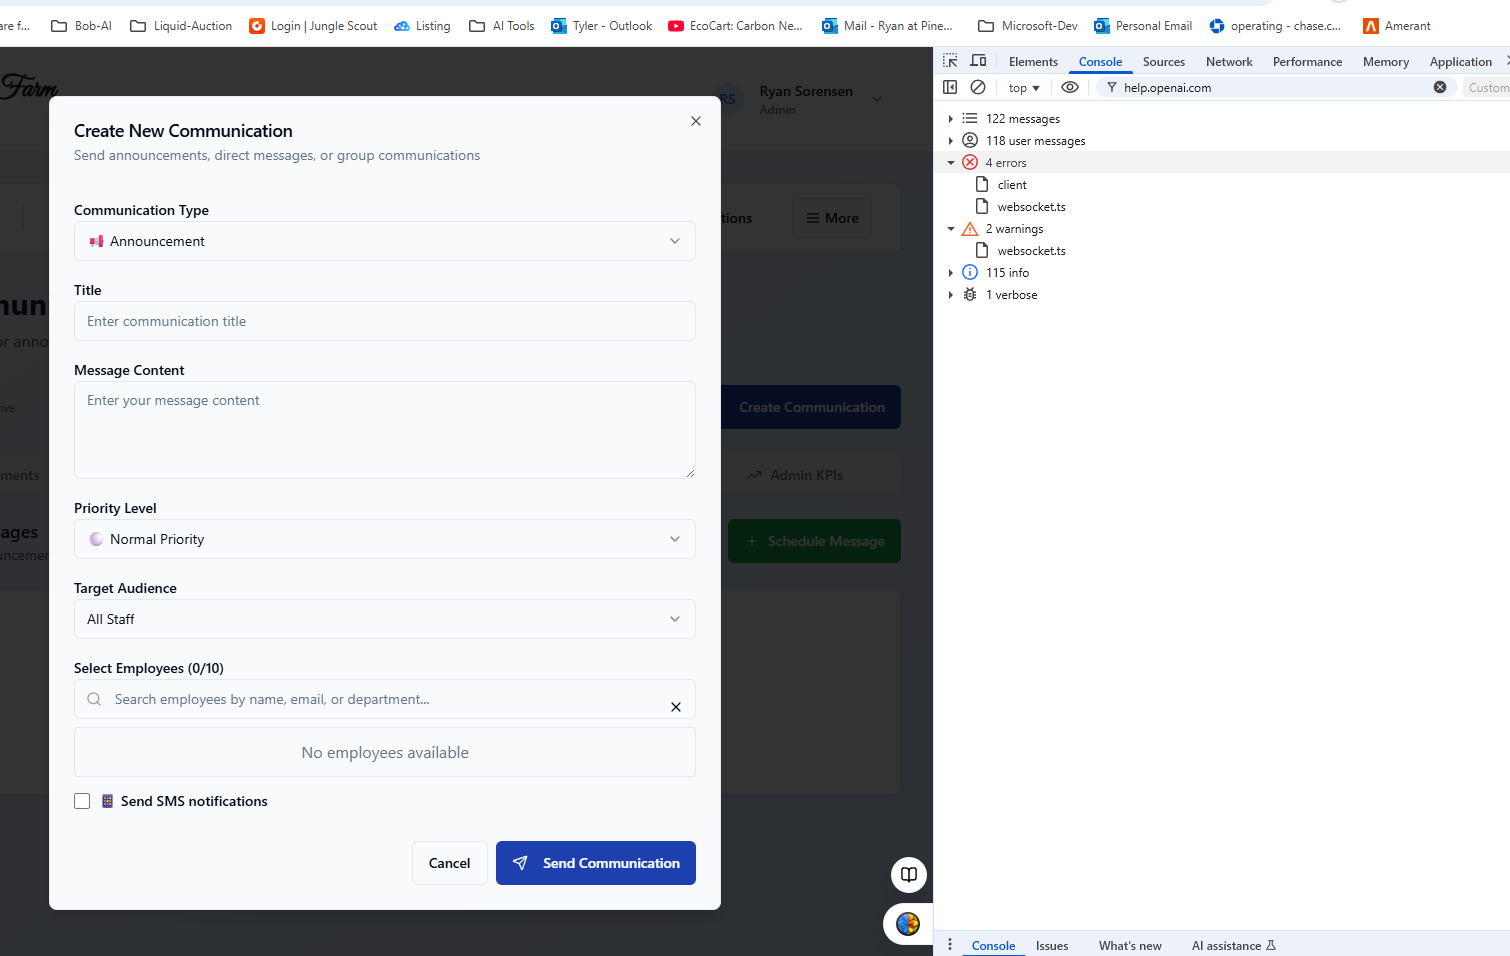 are f...
Bob-AI
Liquid-Auction
Login | Jungle Scout
Listing
AI Tools
Tyler - Outlook
EcoCart: Carbon Ne...
Mail - Ryan at Pine...
Microsoft-Dev
Personal Email
operating - chase.c...
Amerant
Farm
RS
Ryan Sorensen
Admin
tions
More
mun
or anno
ive
Create Communication
ments
Admin KPIs
ages
uncemen
Schedule Message
Create New Communication
Send announcements, direct messages, or group communications
Communication Type
Announcement
Title
Enter communication title
Message Content
Enter your message content
Priority Level
Normal Priority
Target Audience
All Staff
Select Employees (0/10)
Search employees by name, email, or department...
No employees available
Send SMS notifications
Cancel
Send Communication
Elements
Console
Sources
Network
Performance
Memory
Application
top
help.openai.com
Custom
122 messages
118 user messages
4 errors
client
websocket.ts
2 warnings
websocket.ts
115 info
1 verbose
Console
Issues
What's new
AI assistance